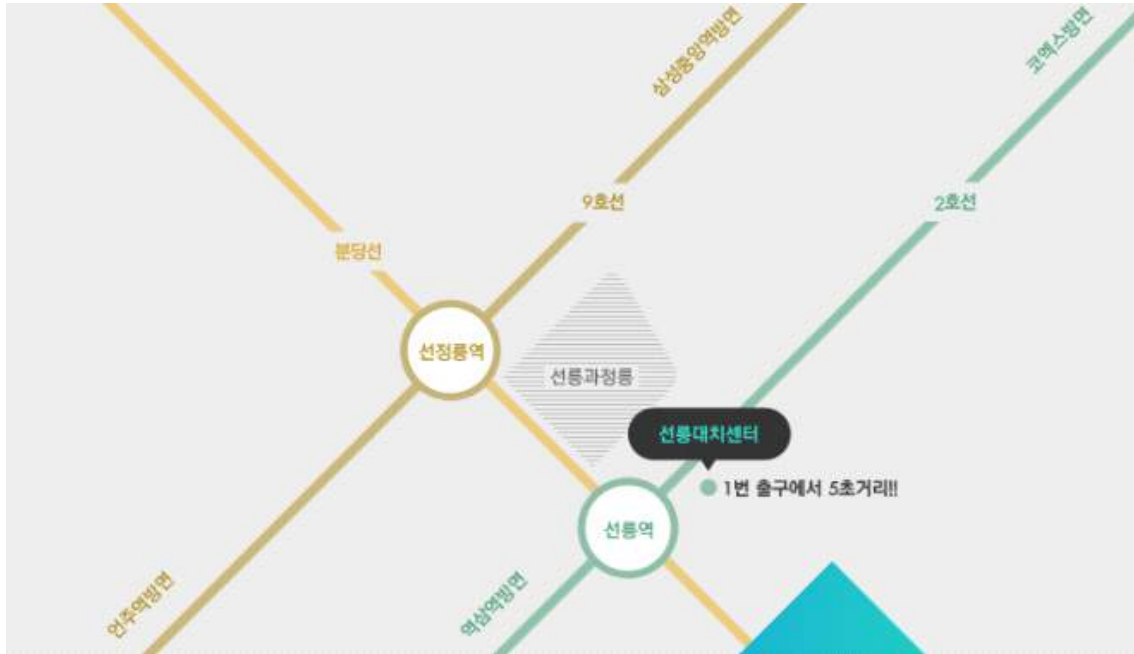 삼성중앙역방면
코엑스방면
9호선
2호선
분당선
선정릉역
선릉과정릉
선릉대치센터
1번 출구에서 5초거리!!
선릉역
언주역방면
역삼역방면